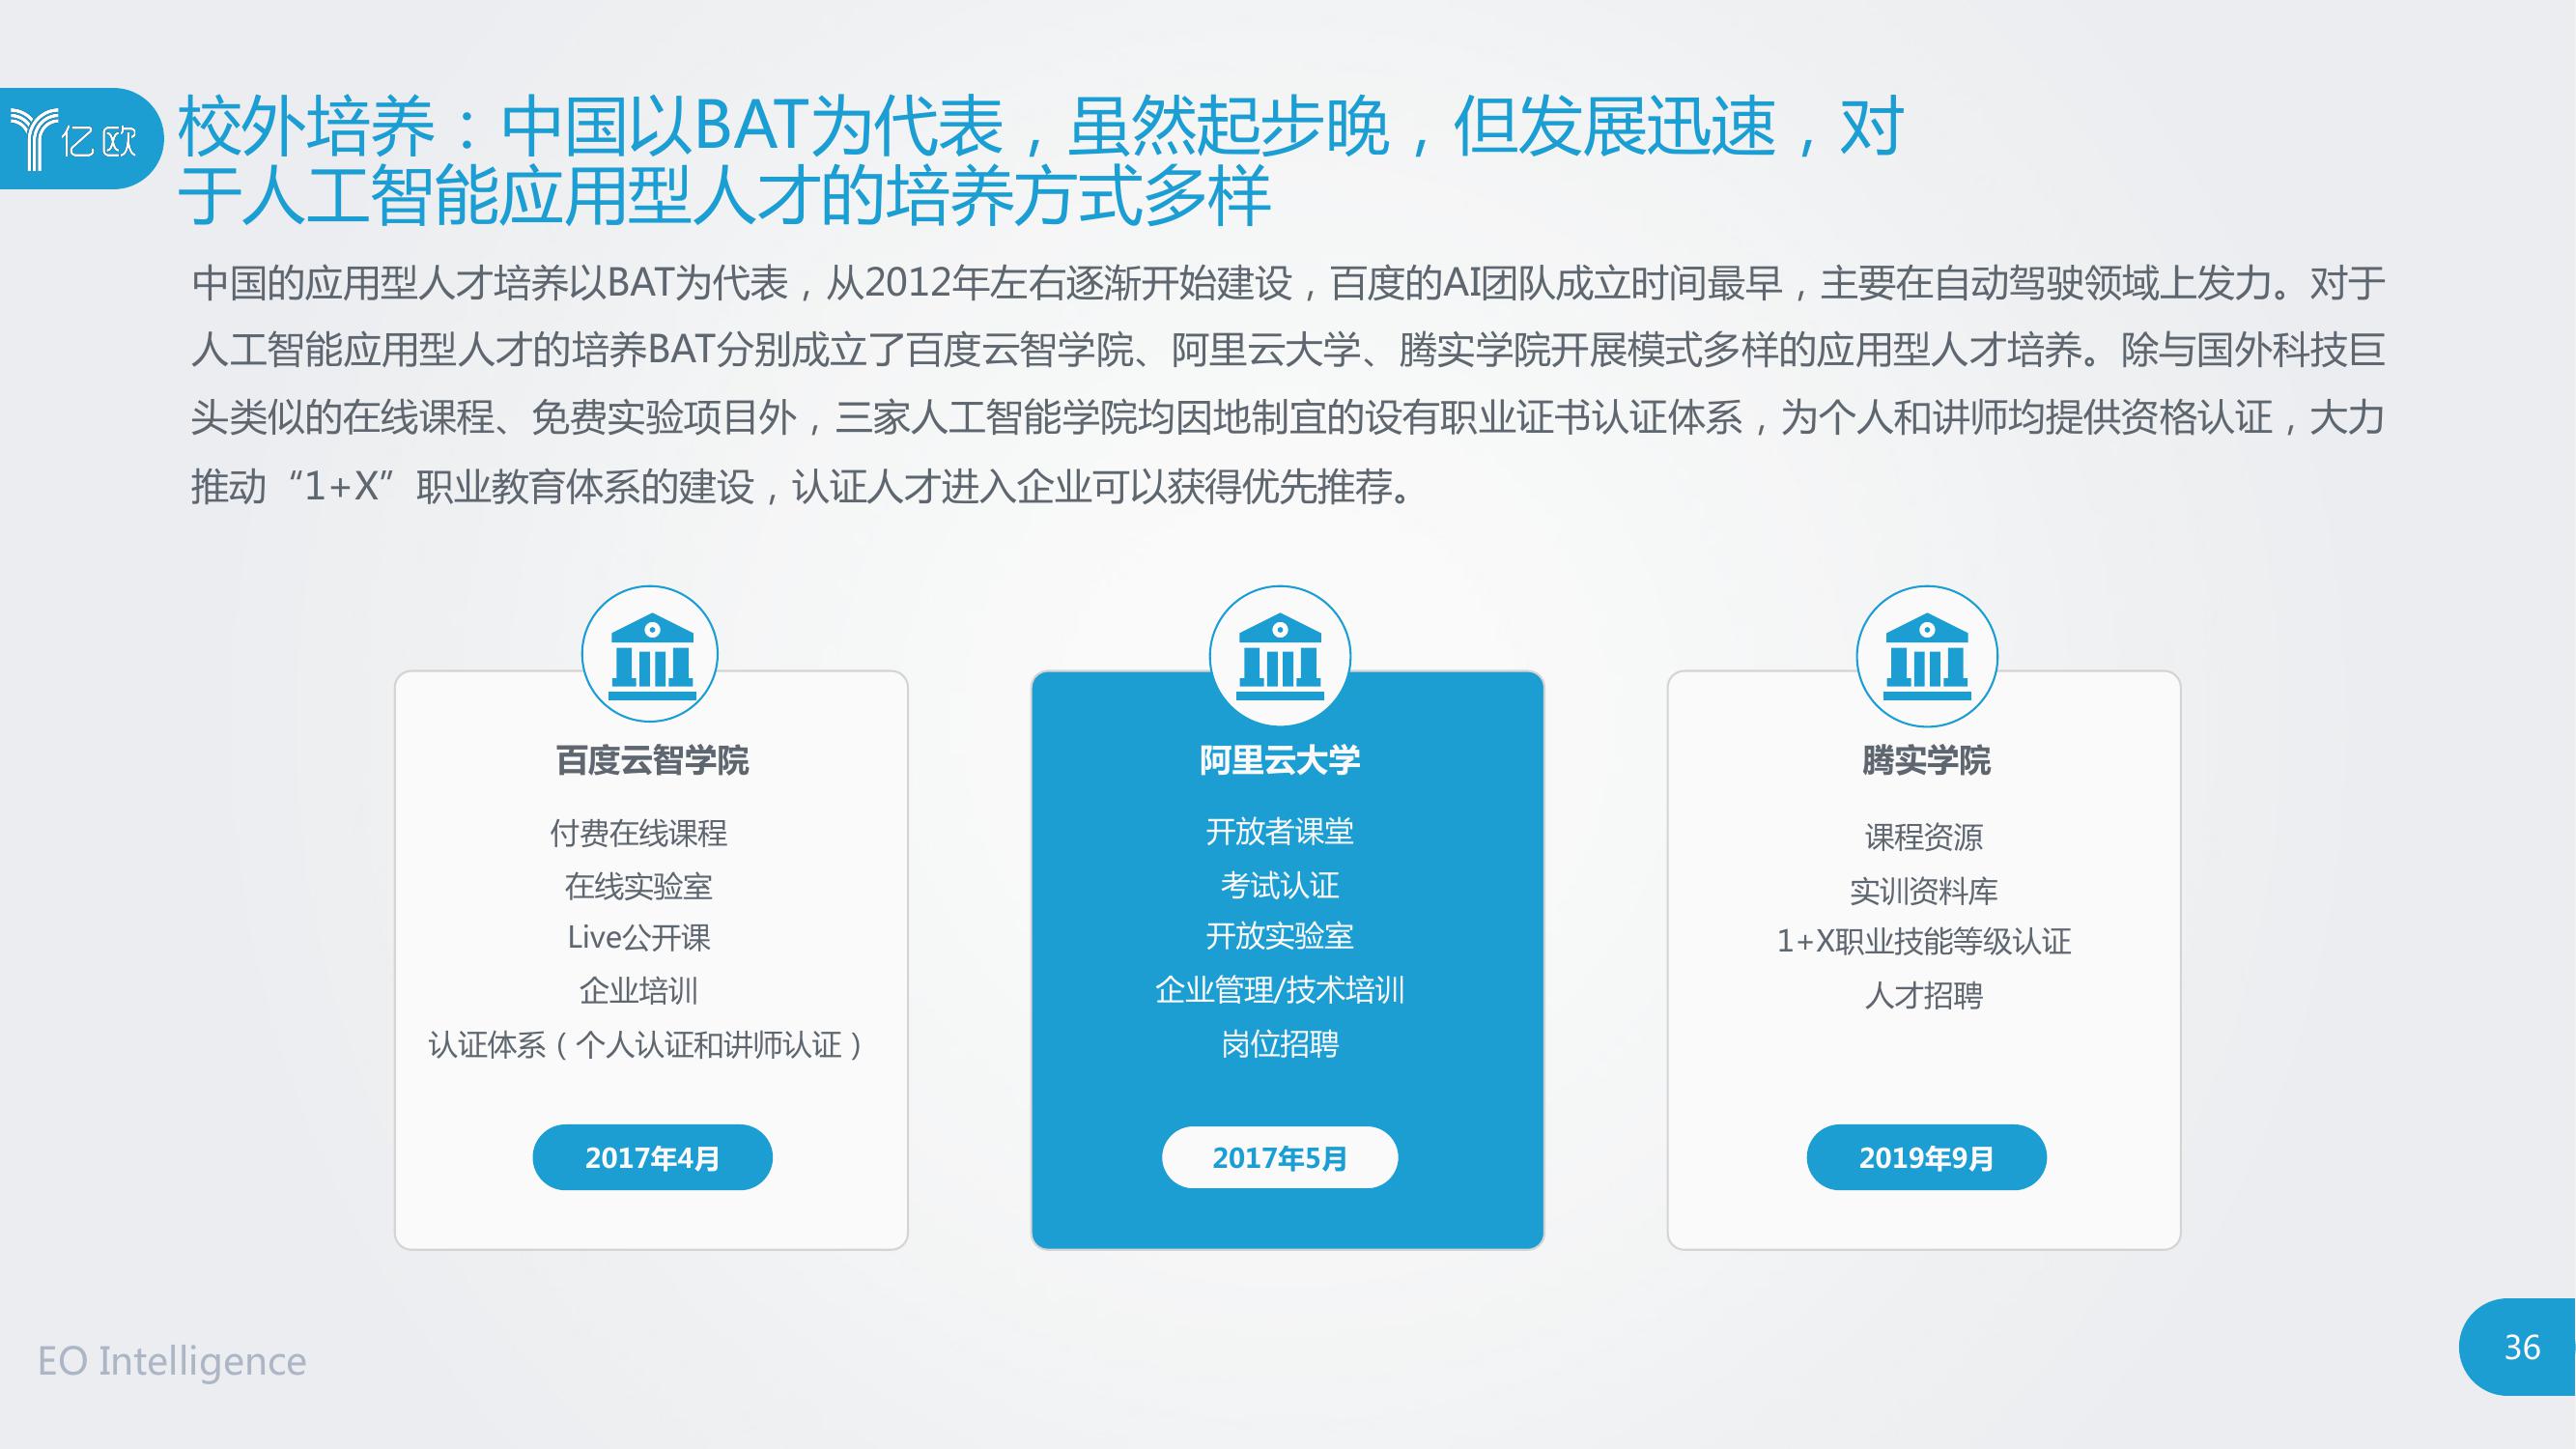 亿欧
校外培养：中国以BAT为代表，虽然起步晚，但发展迅速，对
于人工智能应用型人才的培养方式多样
中国的应用型人才培养以BAT为代表，从2012年左右逐渐开始建设，百度的AI团队成立时间最早，主要在自动驾驶领域上发力。对于
人工智能应用型人才的培养BAT分别成立了百度云智学院、阿里云大学、腾实学院开展模式多样的应用型人才培养。除与国外科技巨
头类似的在线课程、免费实验项目外，三家人工智能学院均因地制宜的设有职业证书认证体系，为个人和讲师均提供资格认证，大力
推动“1+X”职业教育体系的建设，认证人才进入企业可以获得优先推荐。
百度云智学院
付费在线课程
在线实验室
Live公开课
企业培训
认证体系（个人认证和讲师认证）
2017年4月
阿里云大学
开放者课堂
考试认证
开放实验室
企业管理/技术培训
岗位招聘
2017年5月
腾实学院
课程资源
实训资料库
1+X职业技能等级认证
人才招聘
2019年9月
EO Intelligence
36